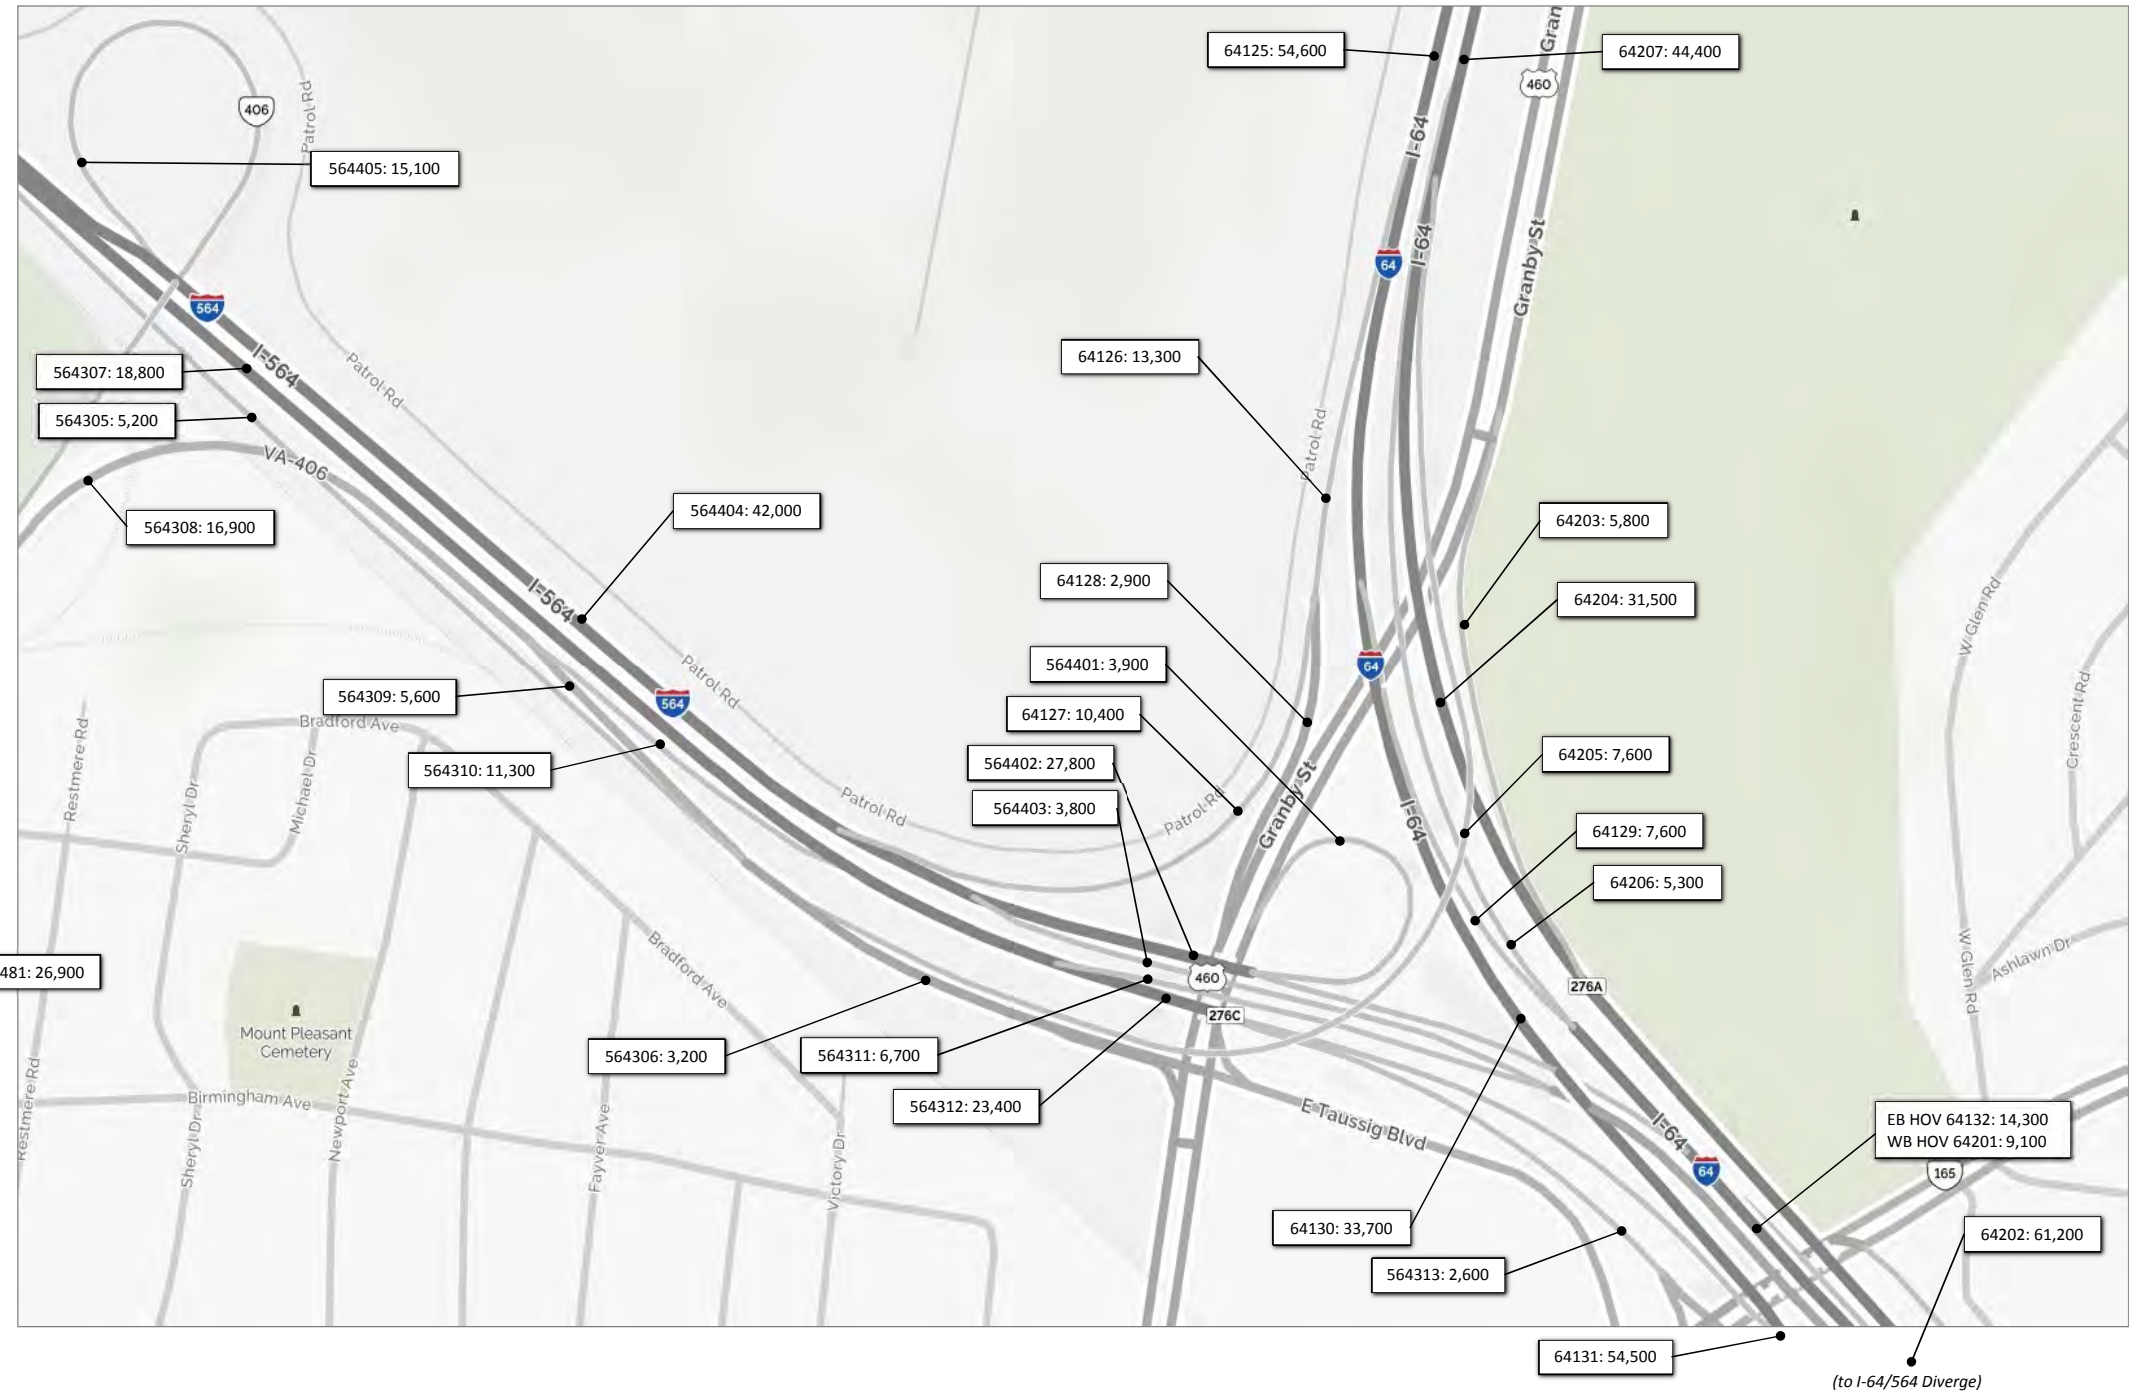 Gran
64125: 54,600
64207: 44,400
460
406
Patrol Rd
I-64
564405: 15,100
I-64
Granby St
64
564
I-564
64126: 13,300
564307: 18,800
Patrol Rd
564305: 5,200
Patrol Rd
VA-406
564308: 16,900
564404: 42,000
64203: 5,800
I-564
64128: 2,900
64204: 31,500
W Glen Rd
564401: 3,900
64
Patrol Rd
564309: 5,600
564
64127: 10,400
Crescent Rd
Restmere Rd
Bradford Ave
Michael Dr
Sheryl Dr
564310: 11,300
564402: 27,800
64205: 7,600
564403: 3,800
Patrol Rd
Patrol Rd
Granby St
I-64
64129: 7,600
64206: 5,300
481: 26,900
Bradford Ave
460
276A
W Glen Rd
Ashlawn Dr
Mount Pleasant
Cemetery
276C
564306: 3,200
564311: 6,700
Restmere Rd
Birmingham Ave
Newport Ave
Sheryl Dr
Fayver Ave
Victory Dr
564312: 23,400
E Taussig Blvd
I-64
64
EB HOV 64132: 14,300
WB HOV 64201: 9,100
165
64130: 33,700
64202: 61,200
564313: 2,600
64131: 54,500
(to I-64/564 Diverge)